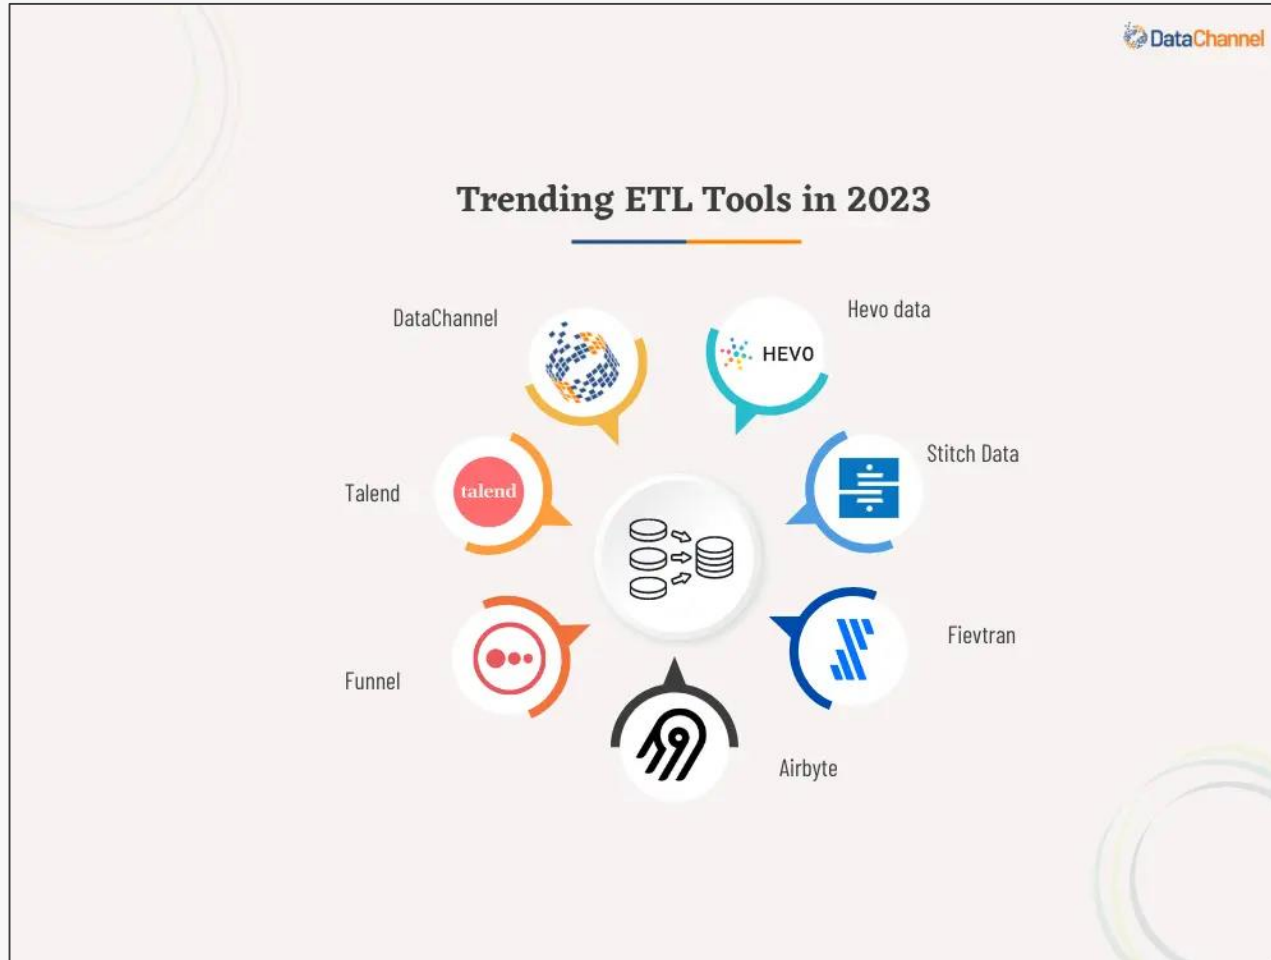 DataChannel
Trending ETL Tools in 2023
DataChannel
Hevo data
HEVO
Stitch Data
Talend
talend
Fievtran
Funnel
Airbyte